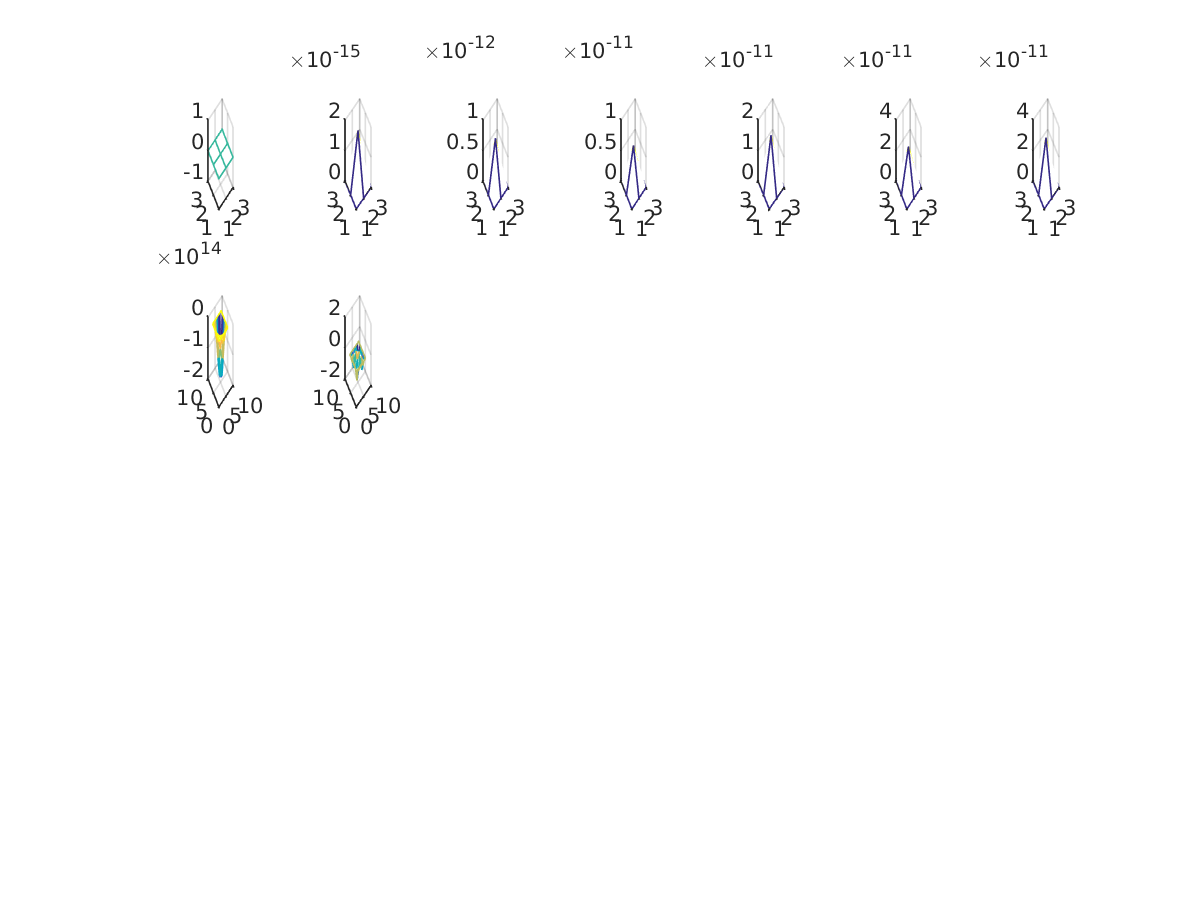 ×10-15 ×10-12 ×10-11 ×10-11 ×10-11 ×10-11
1 2 1 1 2 4 4
0 1 0.5 0.5 1 2 2
-1 0 0 0 0 0 0
3 3 3 3 3 3 3 3 3 3 3 3 3 3
2 2 2 2 2 2 2 2 2 2 2 2 2 2
1 1 1 1 1 1 1 1 1 1 1 1 1 1
×1014
0 2
-1 0
-2 -2
10 10 10 10
5 5 5 5
0 0 0 0